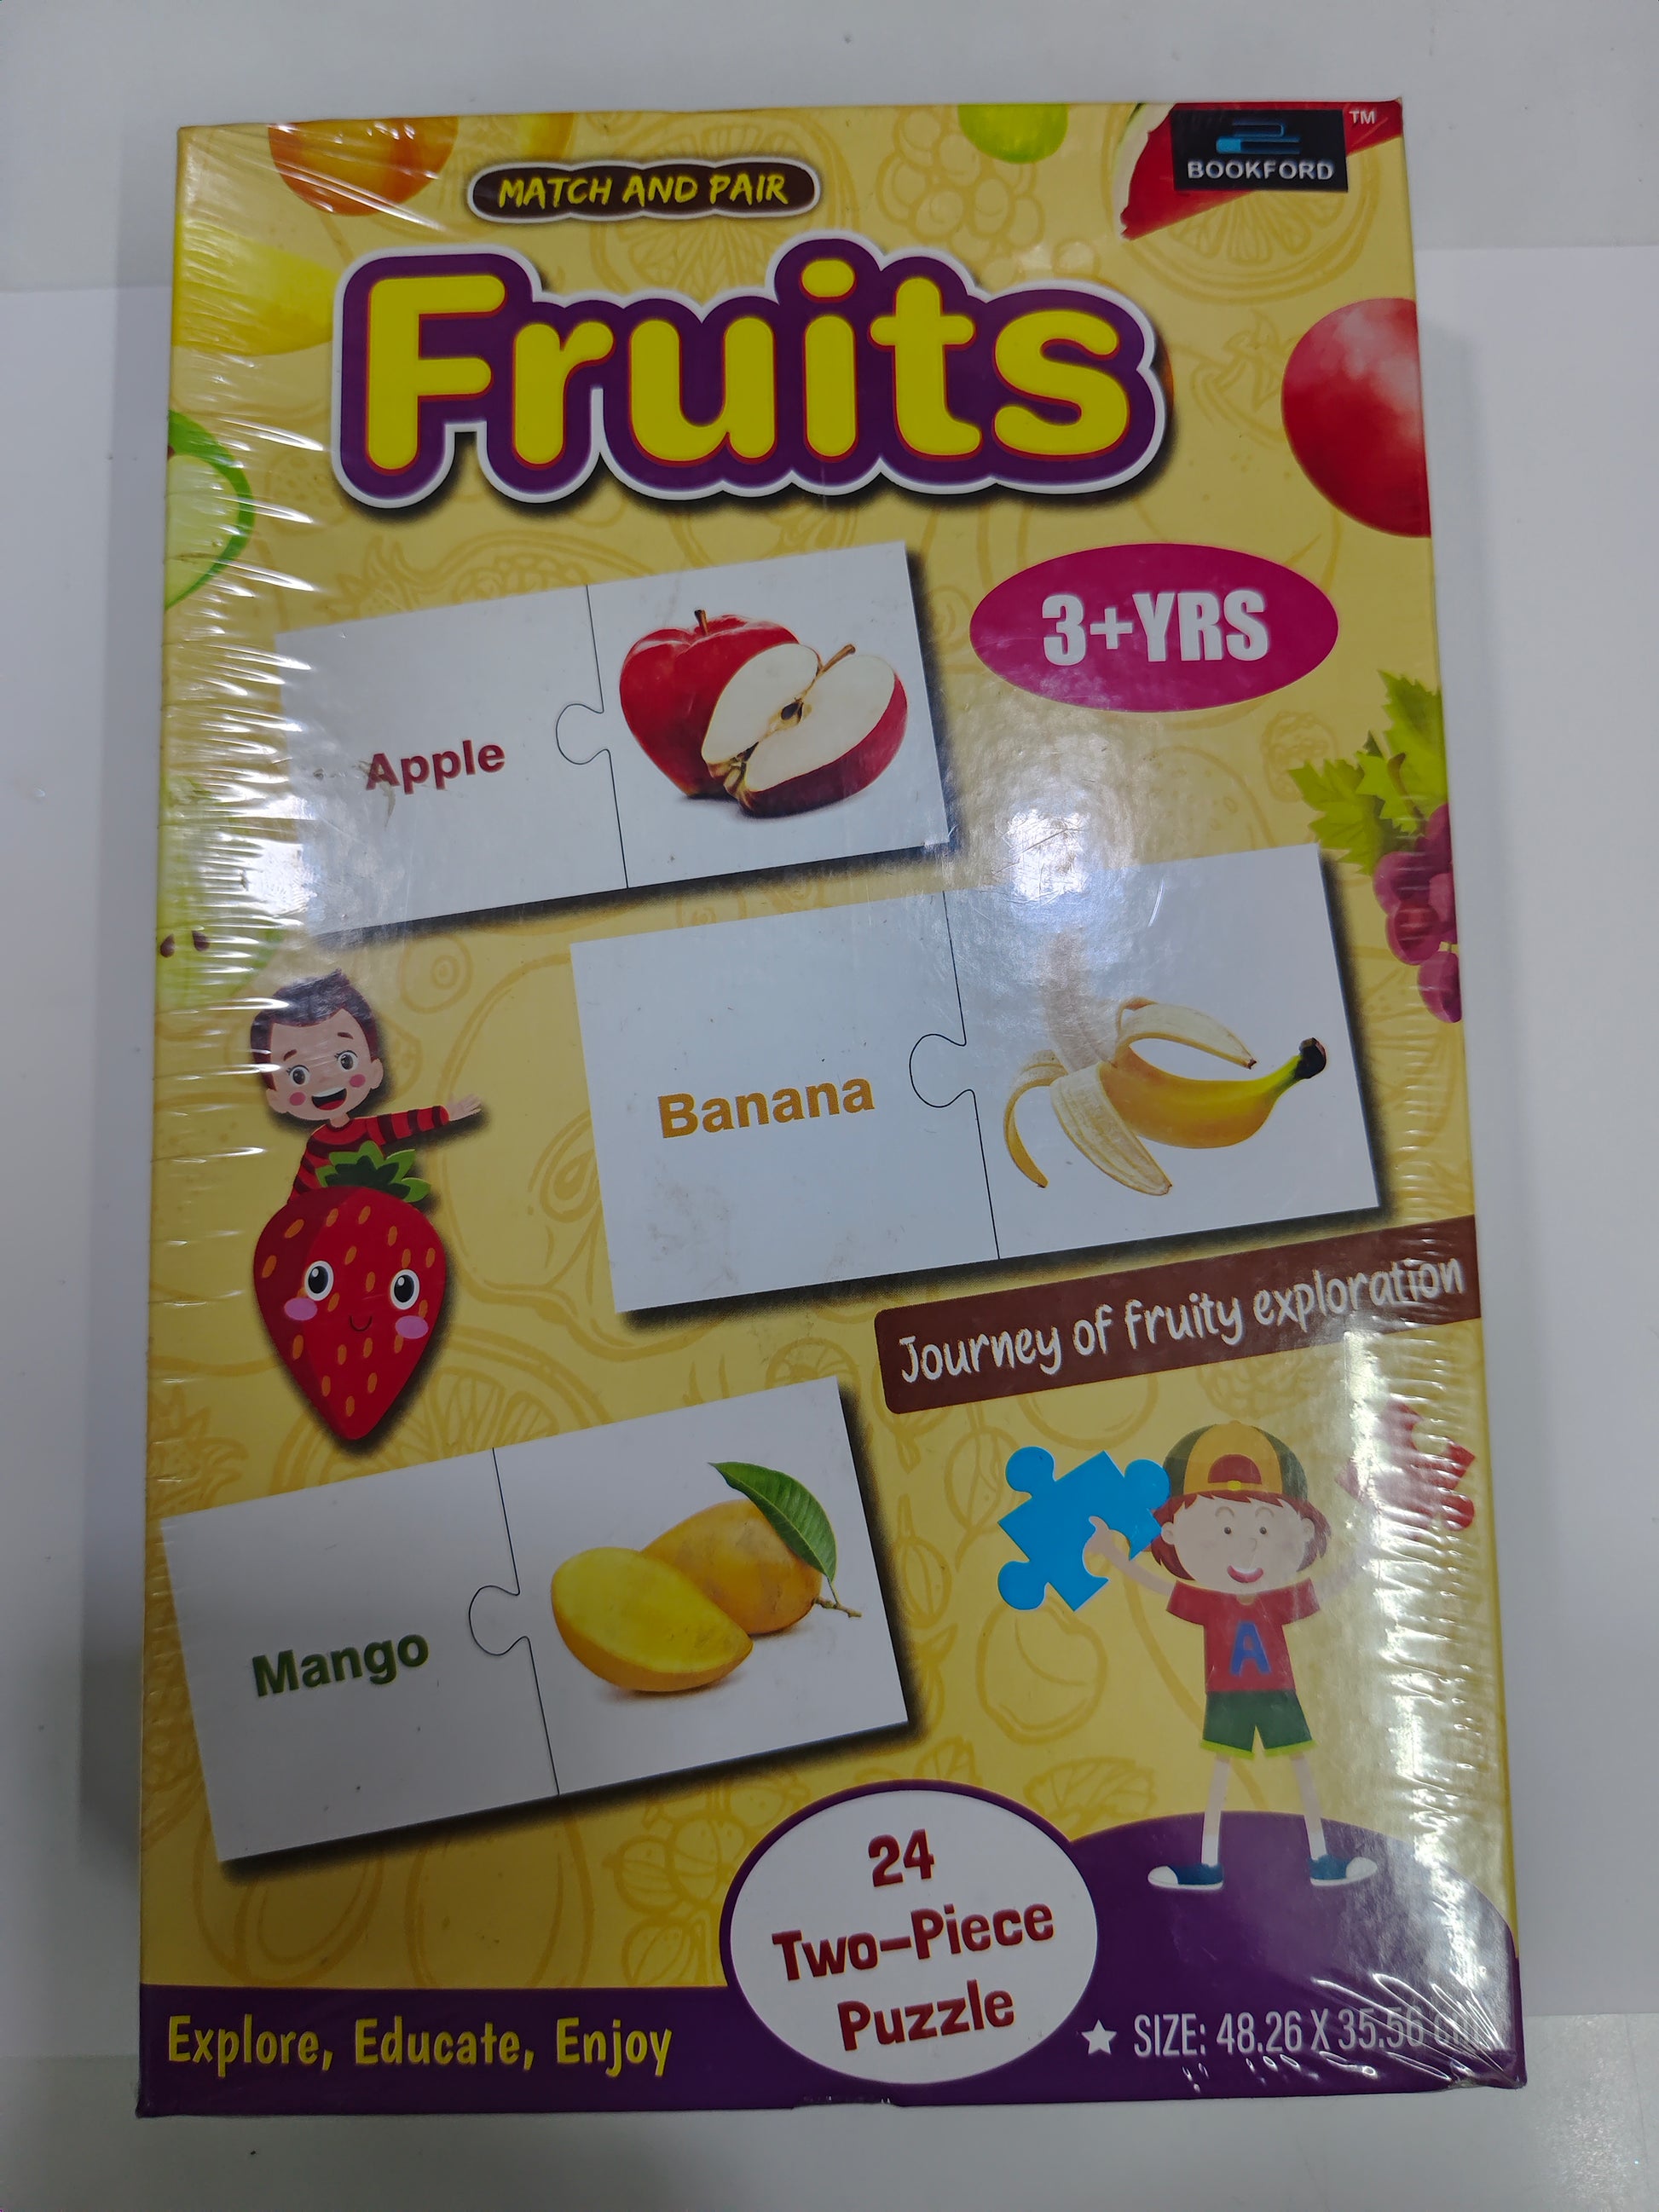 BOOKFORD
TM
MATCH AND PAIR
Fruits
3+YRS
Apple
Banana
Journey of fruity exploration
Mango
A
24
Two-Piece
Puzzle
Explore, Educate, Enjoy
★ SIZE: 48.26 X 35.56 cm